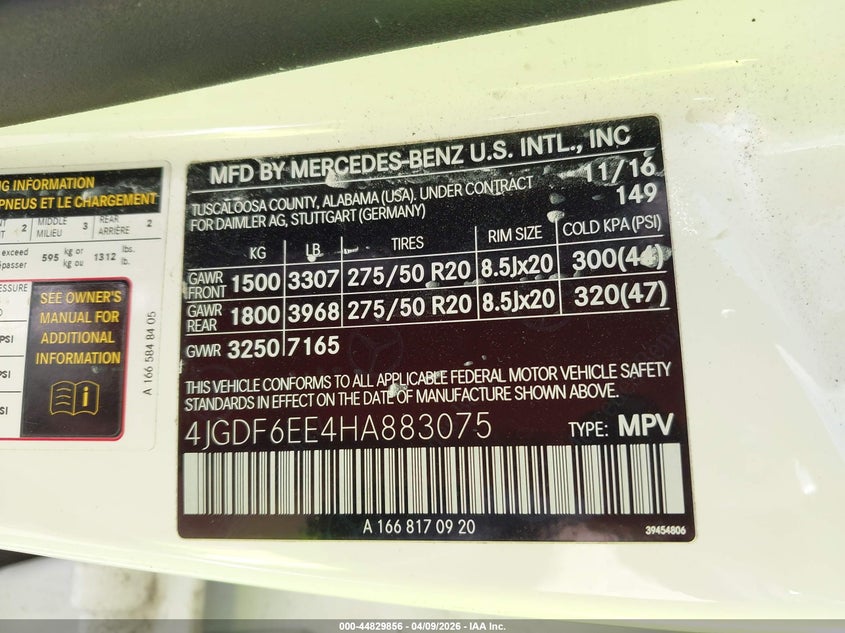 NG INFORMATION
PNEUS ET LE CHARGEMENT
2 MIDDLE MILIEU 3 REAR ARRIÈRE 2
exceed 595 kg or 1312 lbs.
kg ou lb.
SEE OWNER'S
MANUAL FOR
ADDITIONAL
INFORMATION
PSI
PSI
A 166 584 84 05
MFD BY MERCEDES-BENZ U.S. INTL., INC
TUSCALOOSA COUNTY, ALABAMA (USA). UNDER CONTRACT 11/16
FOR DAIMLER AG, STUTTGART (GERMANY) 149
KG LB TIRES RIM SIZE COLD KPA (PSI)
GAWR FRONT 1500 3307 275/50 R20 8.5Jx20 300(44)
GAWR REAR 1800 3968 275/50 R20 8.5Jx20 320(47)
GVWR 3250 7165
THIS VEHICLE CONFORMS TO ALL APPLICABLE FEDERAL MOTOR VEHICLE SAFETY
STANDARDS IN EFFECT ON THE DATE OF MANUFACTURE SHOWN ABOVE.
4JGDF6EE4HA883075 TYPE: MPV
A 166 817 09 20
39454806
000-44829856 - 04/09/2026 - IAA Inc.